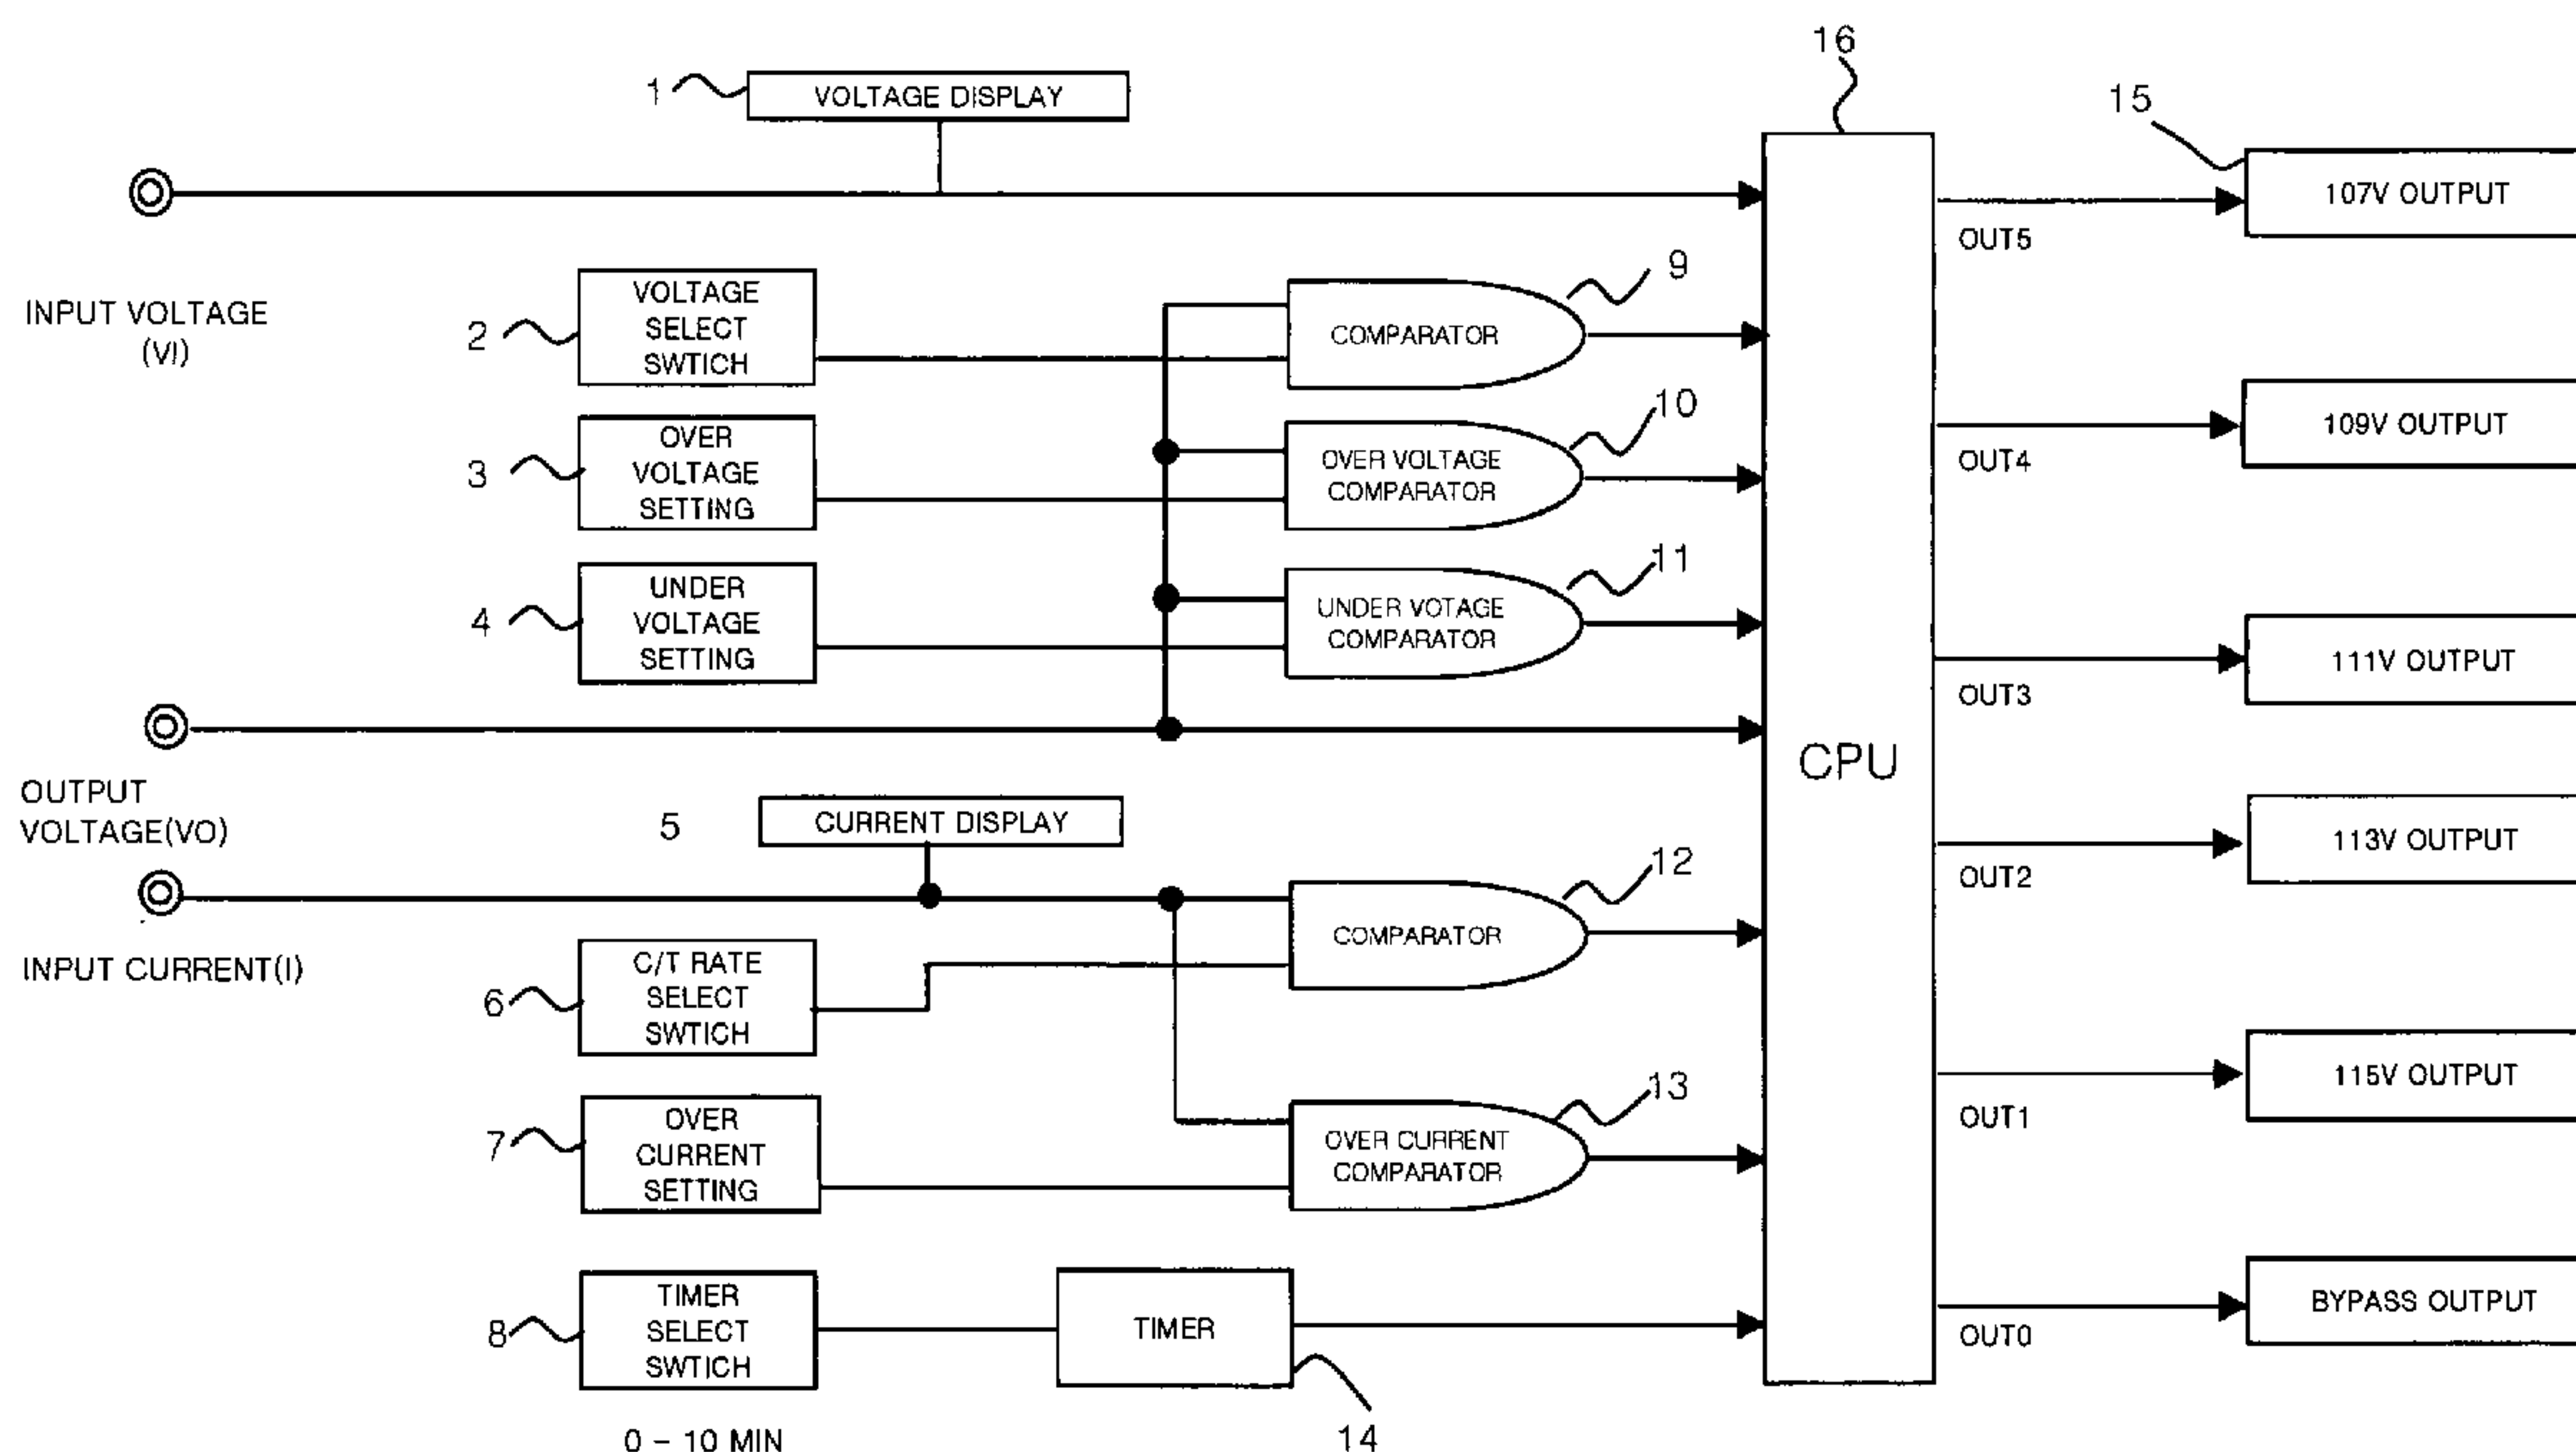 16
15
1
VOLTAGE DISPLAY
107V OUTPUT
OUT5
INPUT VOLTAGE
(VI)
2
VOLTAGE
SELECT
SWTICH
COMPARATOR
9
3
OVER
VOLTAGE
SETTING
OVER VOLTAGE
COMPARATOR
10
109V OUTPUT
OUT4
4
UNDER
VOLTAGE
SETTING
UNDER VOTAGE
COMPARATOR
11
111V OUTPUT
OUT3
CPU
OUTPUT
VOLTAGE(VO)
5
CURRENT DISPLAY
113V OUTPUT
OUT2
12
COMPARATOR
INPUT CURRENT(I)
6
C/T RATE
SELECT
SWTICH
115V OUTPUT
OUT1
7
OVER
CURRENT
SETTING
OVER CURRENT
COMPARATOR
13
8
TIMER
SELECT
SWTICH
TIMER
BYPASS OUTPUT
OUT0
0 - 10 MIN
14